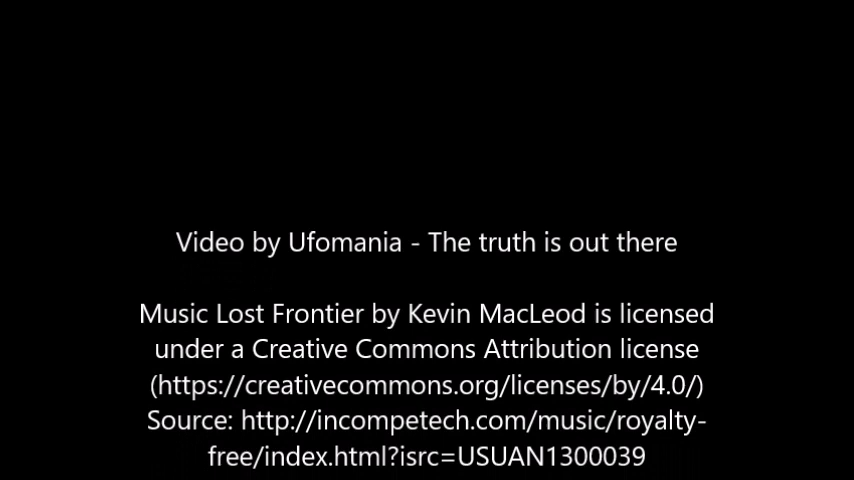 Video by Ufomania - The truth is out there
Music Lost Frontier by Kevin MacLeod is licensed
under a Creative Commons Attribution license
(https://creativecommons.org/licenses/by/4.0/)
Source: http://incompetech.com/music/royalty-
free/index.html?isrc=USUAN1300039